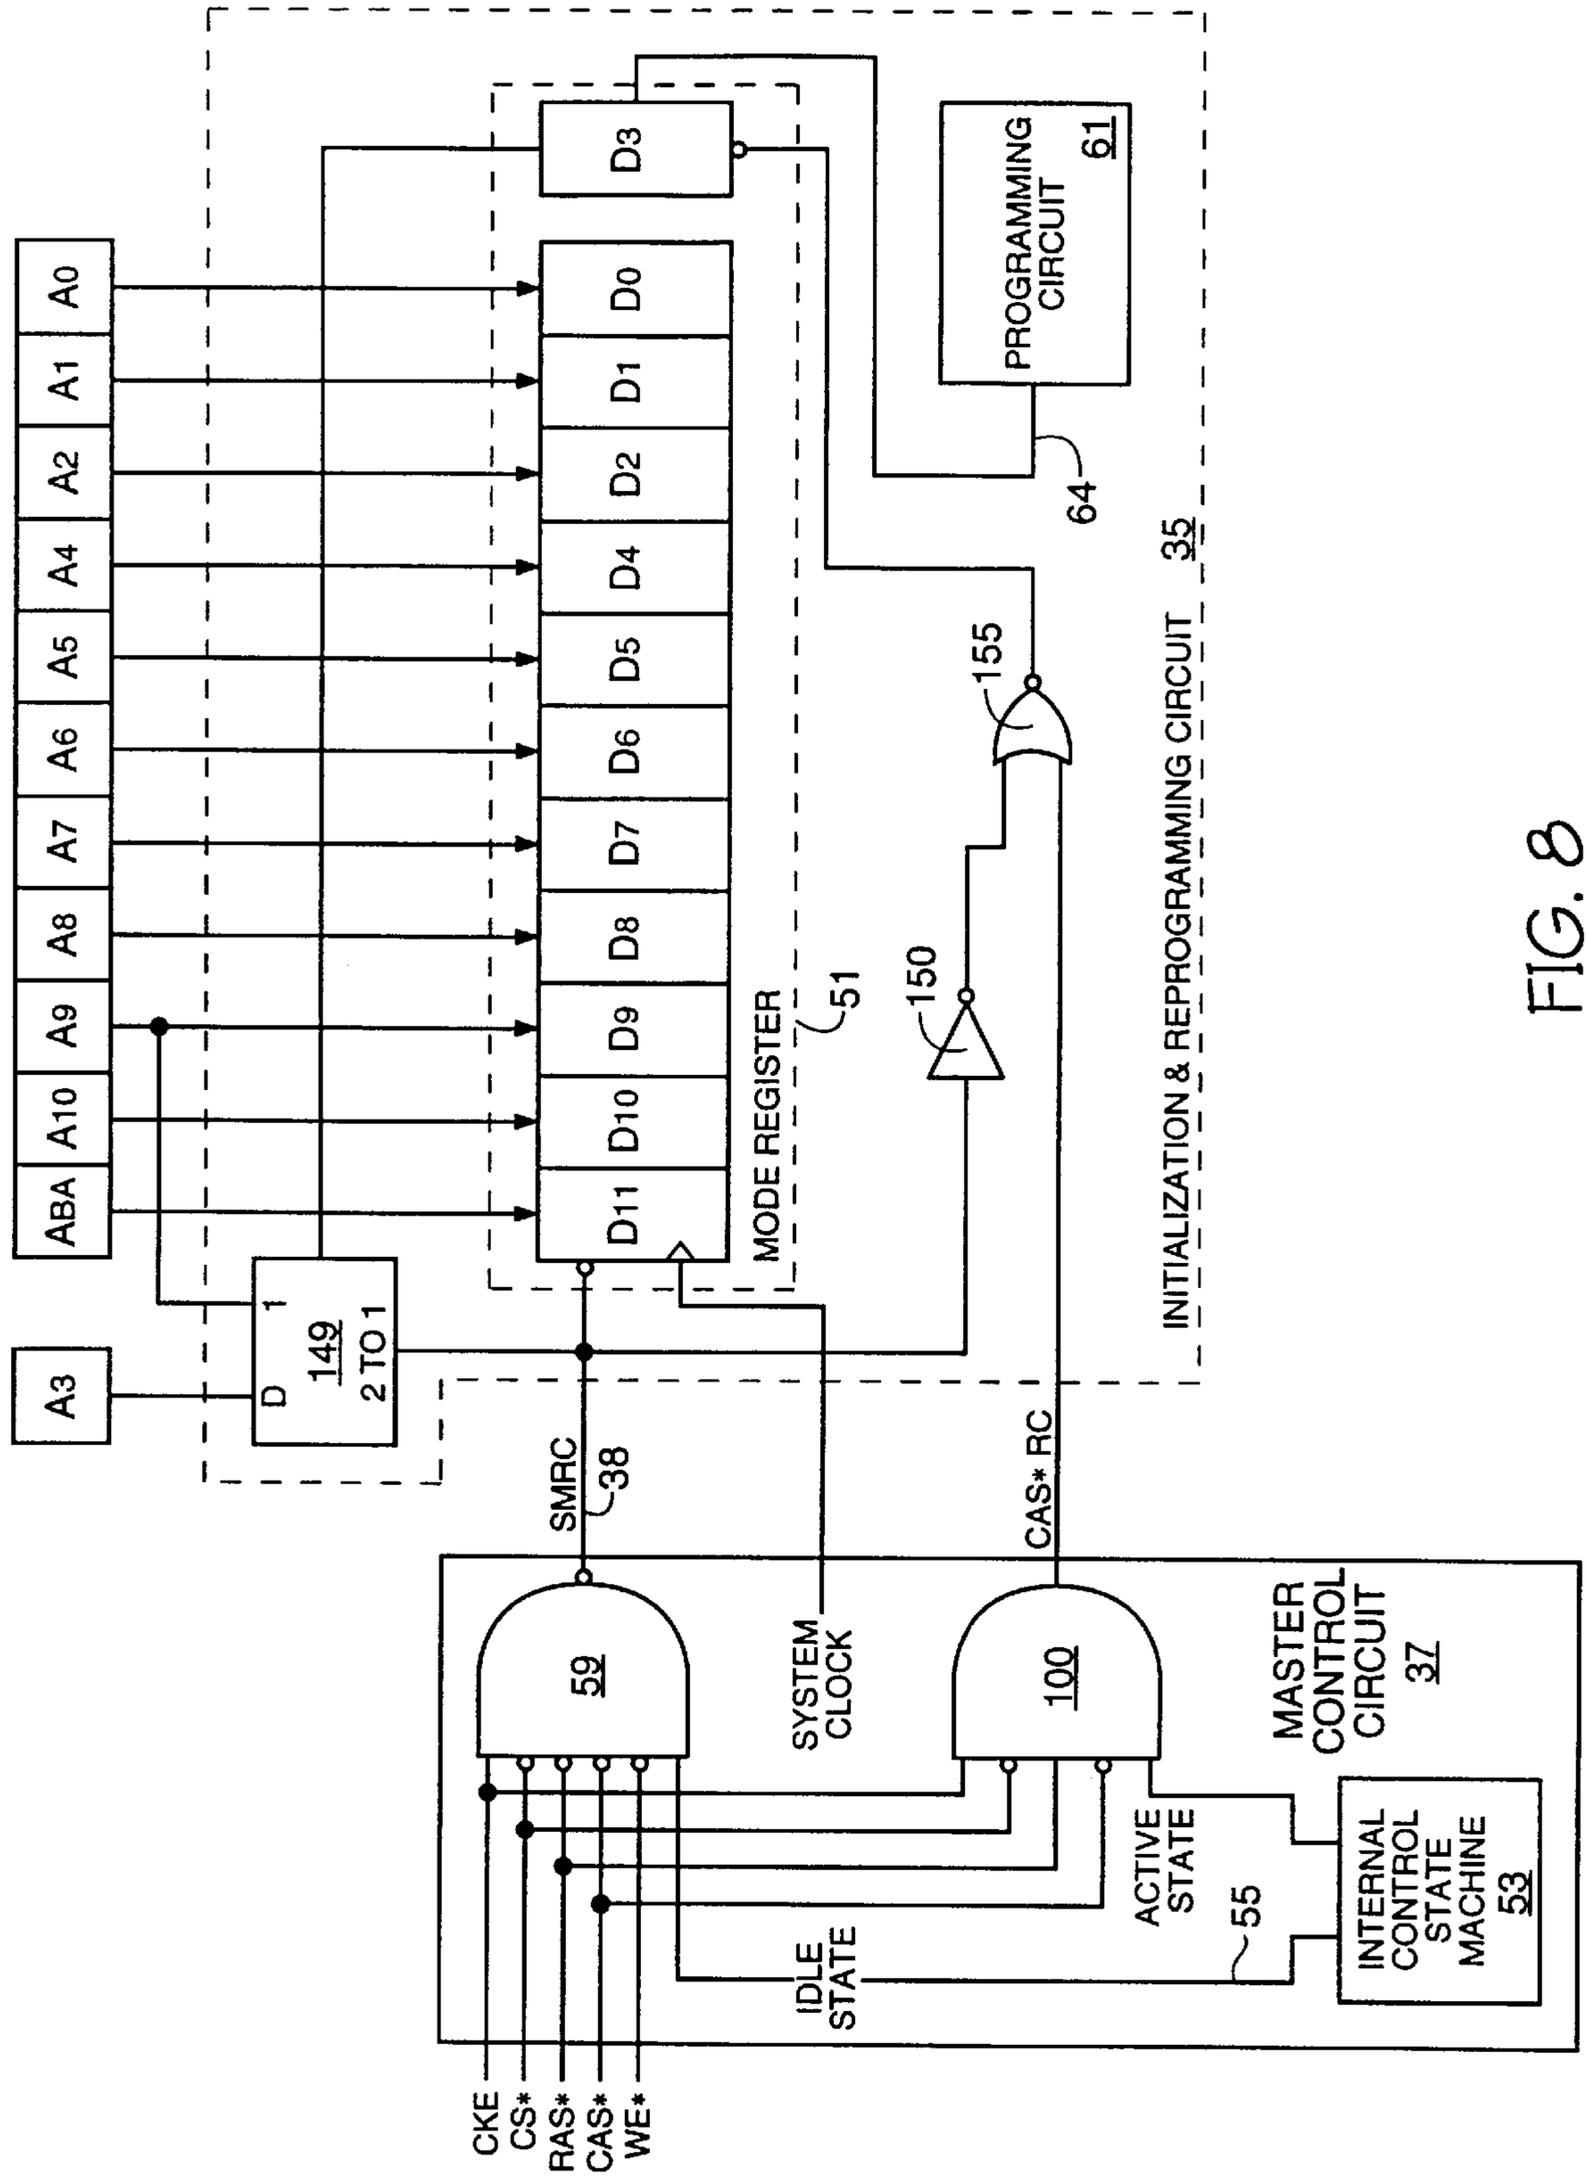 A3
ABA
A10
A9
A8
A7
A6
A5
A4
A2
A1
A0
D
1
149
2 TO 1
D11
D10
D9
D8
D7
D6
D5
D4
D2
D1
D0
D3
MODE REGISTER
51
CKE
CS*
RAS*
CAS*
WE*
59
SMRC
38
SYSTEM
CLOCK
IDLE
STATE
100
CAS* RC
150
155
64
PROGRAMMING
CIRCUIT
61
ACTIVE
STATE
55
INTERNAL
CONTROL
STATE
MACHINE
53
MASTER
CONTROL
CIRCUIT
37
INITIALIZATION & REPROGRAMMING CIRCUIT
35
FIG. 8